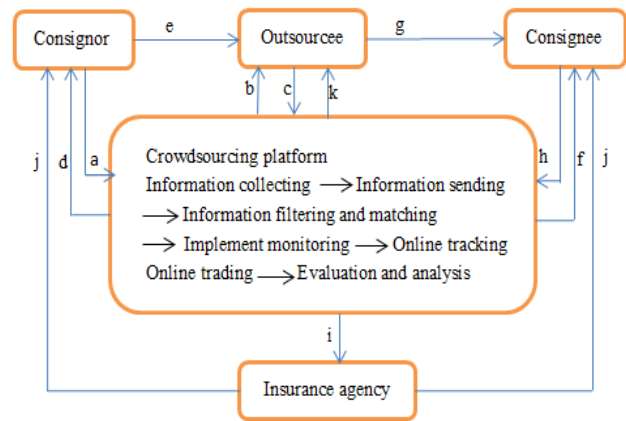 Consignor e Outsourcee g Consignee
b c k
j d a h f j
Crowdsourcing platform
Information collecting → Information sending
→ Information filtering and matching
→ Implement monitoring → Online tracking
Online trading → Evaluation and analysis
i
Insurance agency